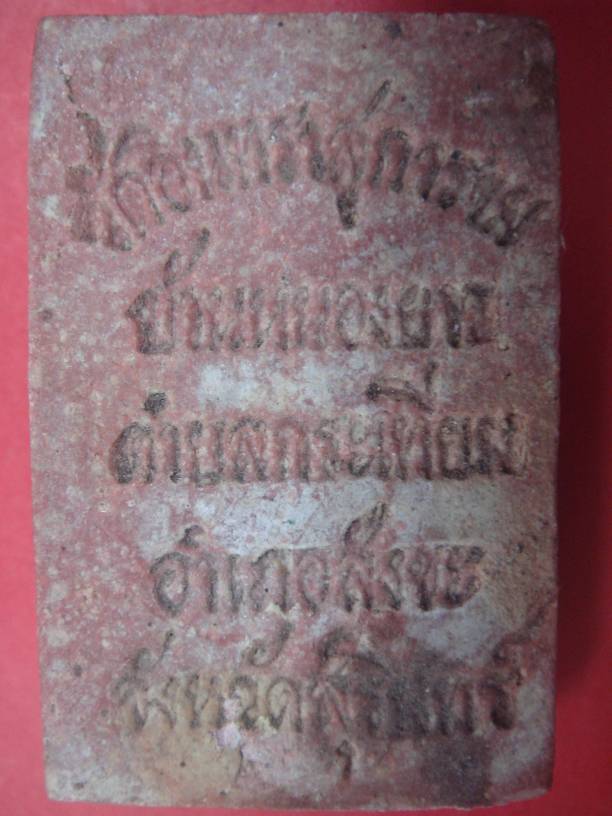 บ้านหนองยาว
ตำบลกระเทียม
อำเภอสังขะ
จังหวัดสุรินทร์